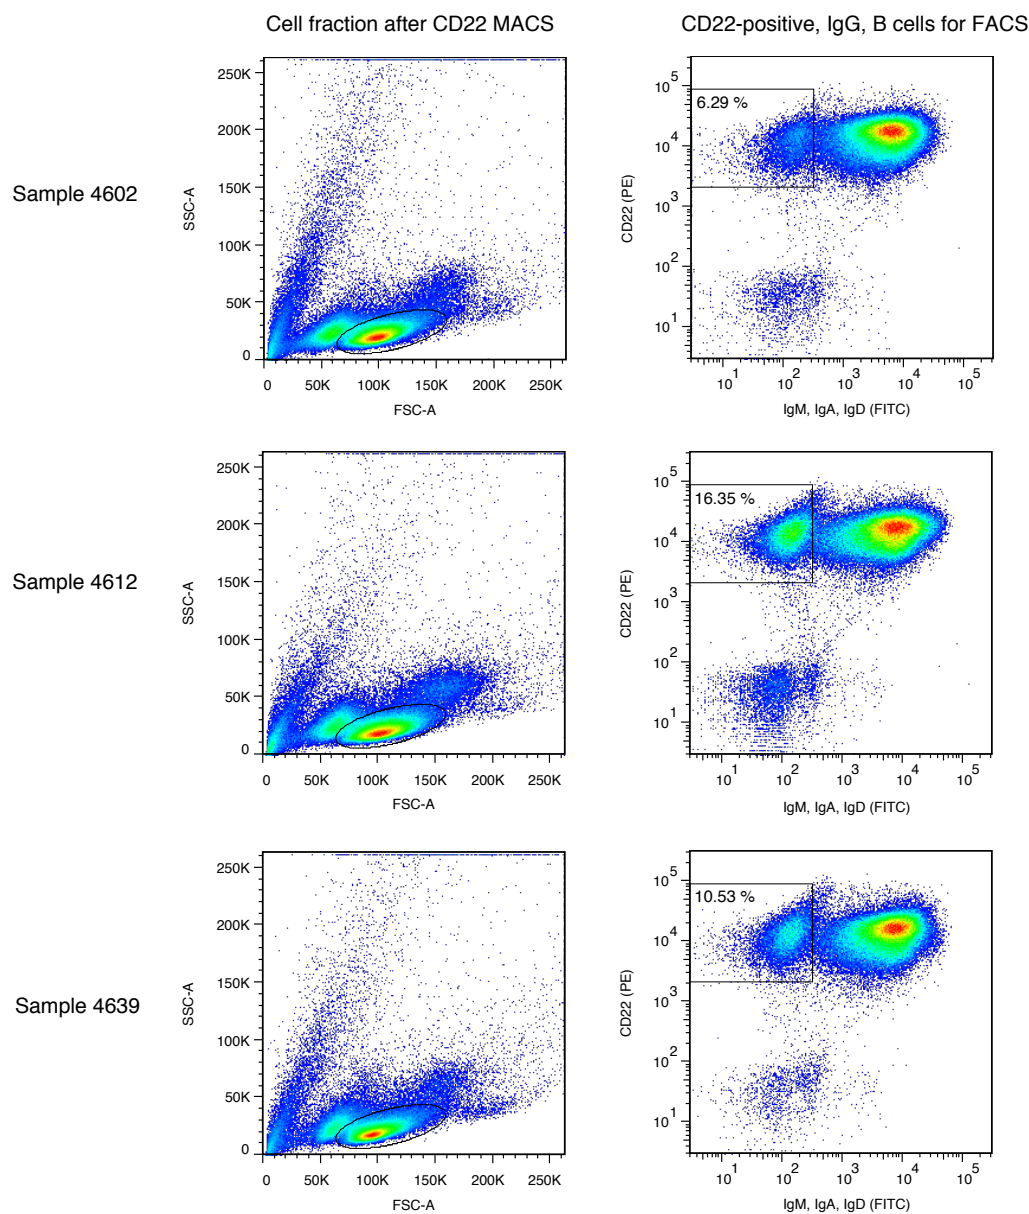 Cell fraction after CD22 MACS
CD22-positive, IgG, B cells for FACS
Sample 4602
SSC-A
250K
200K
150K
100K
50K
0
0 50K 100K 150K 200K 250K
FSC-A
6.29 %
CD22 (PE)
10^5
10^4
10^3
10^2
10^1
10^1 10^2 10^3 10^4 10^5
IgM, IgA, IgD (FITC)
Sample 4612
SSC-A
250K
200K
150K
100K
50K
0
0 50K 100K 150K 200K 250K
FSC-A
16.35 %
CD22 (PE)
10^5
10^4
10^3
10^2
10^1
10^1 10^2 10^3 10^4 10^5
IgM, IgA, IgD (FITC)
Sample 4639
SSC-A
250K
200K
150K
100K
50K
0
0 50K 100K 150K 200K 250K
FSC-A
10.53 %
CD22 (PE)
10^5
10^4
10^3
10^2
10^1
10^1 10^2 10^3 10^4 10^5
IgM, IgA, IgD (FITC)